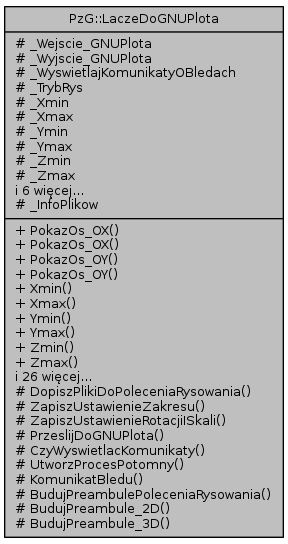 PzG::LaczeDoGNUPlota
# _Wejscie_GNUPlota
# _Wyjscie_GNUPlota
# _WyswietlajKomunikatyOBledach
# _TrybRys
# _Xmin
# _Xmax
# _Ymin
# _Ymax
# _Zmin
# _Zmax
i 6 więcej...
# _InfoPlikow
+ PokazOs_OX()
+ PokazOs_OX()
+ PokazOs_OY()
+ PokazOs_OY()
+ Xmin()
+ Xmax()
+ Ymin()
+ Ymax()
+ Zmin()
+ Zmax()
i 26 więcej...
# DopiszPlikiDoPoleceniaRysowania()
# ZapiszUstawienieZakresu()
# ZapiszUstawienieRotacjiISkali()
# PrzeslijDoGNUPlota()
# CzyWyswietlacKomunikaty()
# UtworzProcesPotomny()
# KomunikatBledu()
# BudujPreambulePoleceniaRysowania()
# BudujPreambule_2D()
# BudujPreambule_3D()